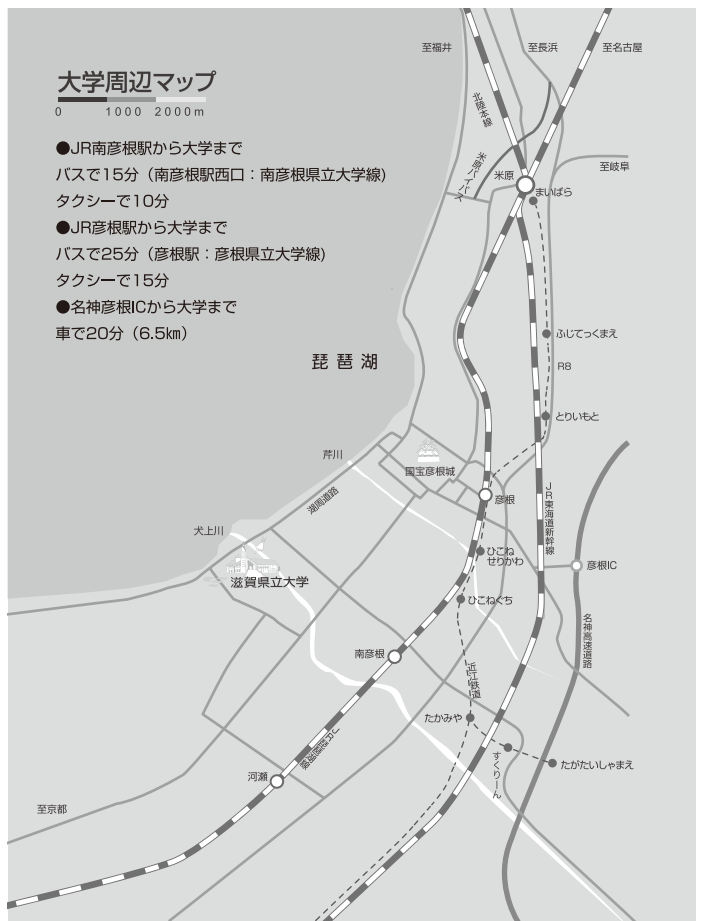 至福井
至長浜
至名古屋
大学周辺マップ
0 1000 2000m
北陸本線
●JR南彦根駅から大学まで
バスで15分（南彦根駅西口：南彦根県立大学線）
タクシーで10分
●JR彦根駅から大学まで
バスで25分（彦根駅：彦根県立大学線）
タクシーで15分
●名神彦根ICから大学まで
車で20分（6.5㎞）
米原バイパス
至岐阜
米原
まいばら
ふじてっくまえ
琵琶湖
R8
とりいもと
芹川
国宝彦根城
湖周道路
彦根
JR東海道新幹線
犬上川
ひこね
せりかわ
彦根IC
滋賀県立大学
ひこねぐち
名神高速道路
南彦根
近江鉄道
たかみや
JR琵琶湖線
すくりーん
たがたいしゃまえ
河瀬
至京都